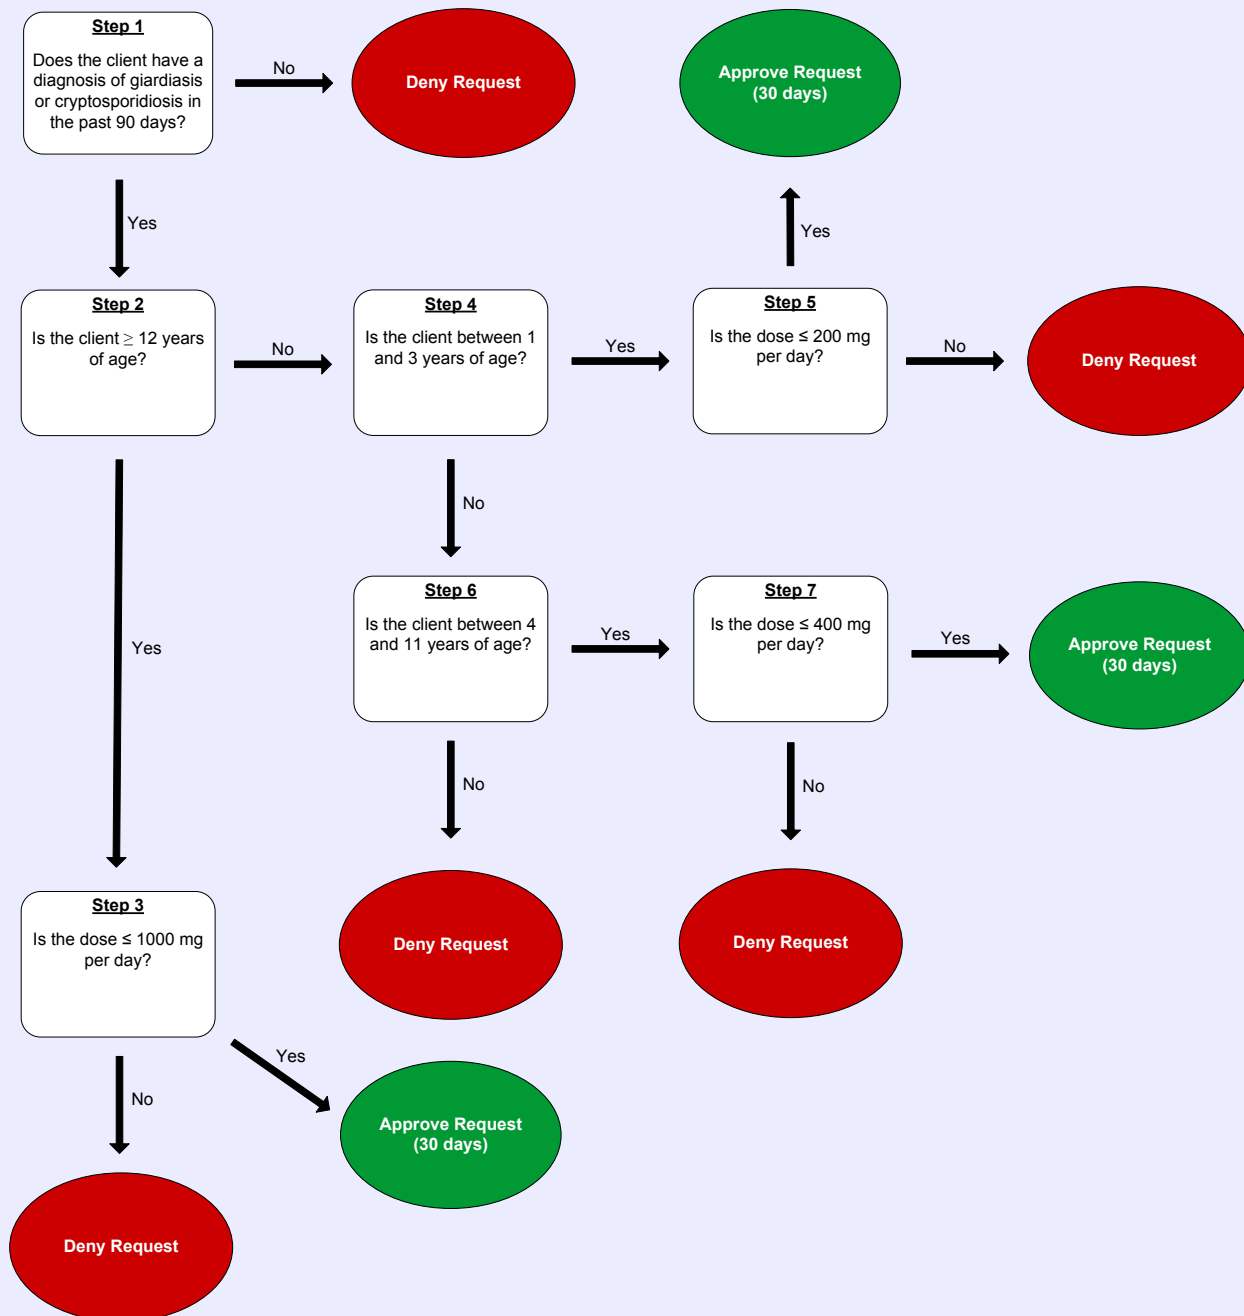 Step 1
Does the client have a
diagnosis of giardiasis
or cryptosporidiosis in
the past 90 days?
No
Deny Request
Approve Request
(30 days)
Yes
Yes
Step 2
Is the client ≥ 12 years
of age?
No
Step 4
Is the client between 1
and 3 years of age?
Yes
Step 5
Is the dose ≤ 200 mg
per day?
No
Deny Request
No
Yes
Step 6
Is the client between 4
and 11 years of age?
Yes
Step 7
Is the dose ≤ 400 mg
per day?
Yes
Approve Request
(30 days)
No
No
Step 3
Is the dose ≤ 1000 mg
per day?
Deny Request
Deny Request
Yes
No
Approve Request
(30 days)
Deny Request